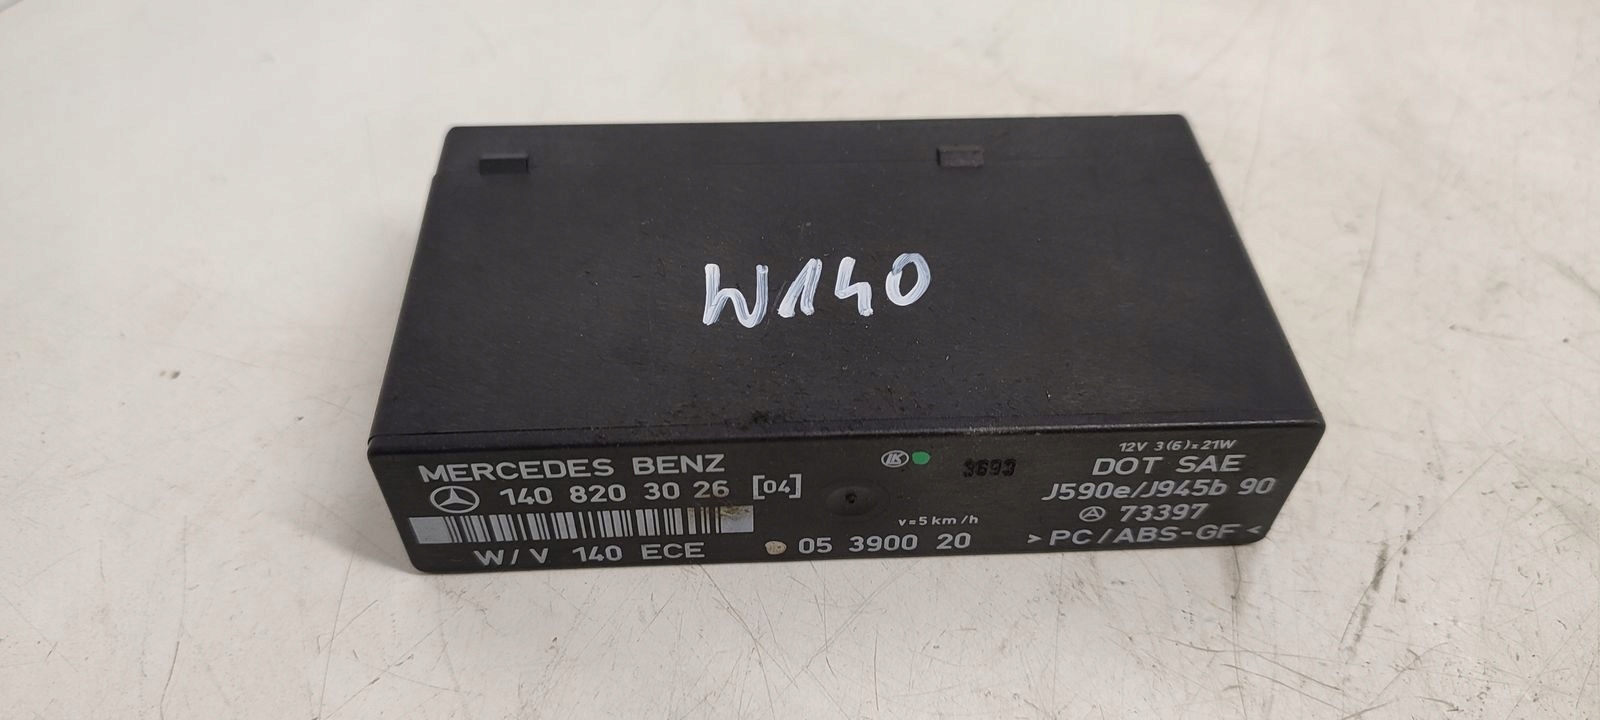 W140
MERCEDES BENZ
140 820 30 26 [04]
W/V 140 ECE
3693
v=5 km/h
05 3900 20
12V 3(6)x21W
DOT SAE
J590e/J945b 90
73397
>PC/ABS-GF<